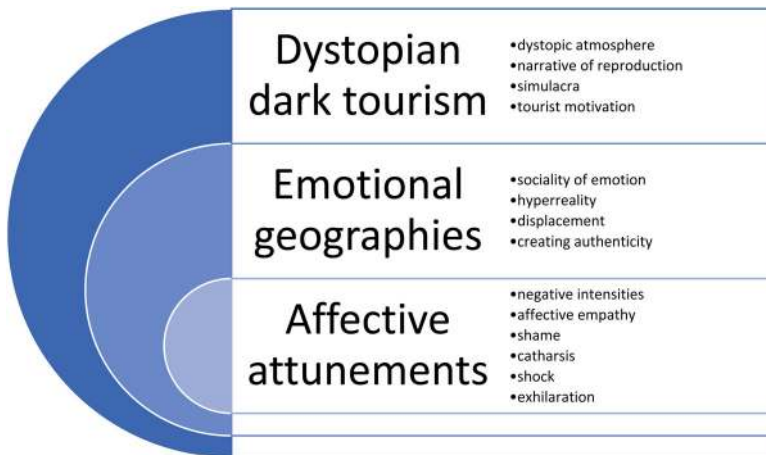 Dystopian
dark tourism
•dystopic atmosphere
•narrative of reproduction
•simulacra
•tourist motivation
Emotional
geographies
•sociality of emotion
•hyperreality
•displacement
•creating authenticity
Affective
attunements
•negative intensities
•affective empathy
•shame
•catharsis
•shock
•exhilaration